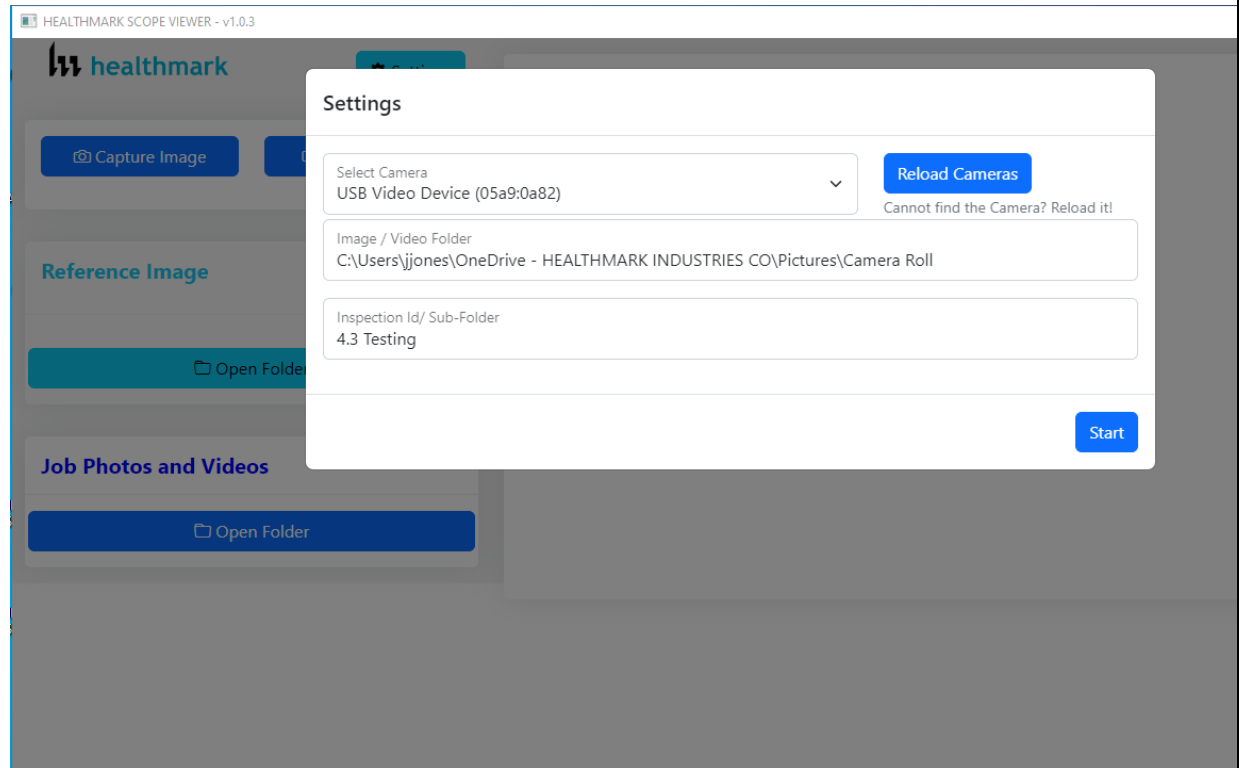 HEALTHMARK SCOPE VIEWER - v1.0.3
healthmark
Settings
Capture Image
Select Camera
USB Video Device (05a9:0a82)
Reload Cameras
Cannot find the Camera? Reload it!
Image / Video Folder
C:\Users\jjones\OneDrive - HEALTHMARK INDUSTRIES CO\Pictures\Camera Roll
Reference Image
Inspection Id/ Sub-Folder
4.3 Testing
Open Folder
Start
Job Photos and Videos
Open Folder